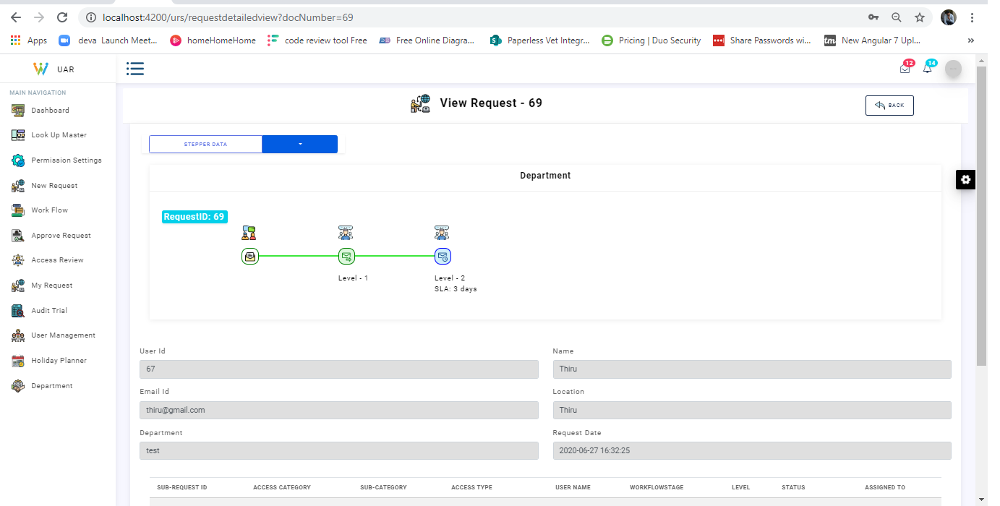 localhost:4200/urs/requestdetailedview?docNumber=69
Apps deva Launch Meet... homeHomeHome code review tool Free Free Online Diagra... Paperless Vet Integr... Pricing | Duo Security Share Passwords wi... tm New Angular 7 Upl... »
UAR
12 14
MAIN NAVIGATION
Dashboard
Look Up Master
Permission Settings
New Request
Work Flow
Approve Request
Access Review
My Request
Audit Trial
User Management
Holiday Planner
Department
View Request - 69
BACK
STEPPER DATA
Department
RequestID: 69
Level - 1
Level - 2
SLA: 3 days
User Id
67
Name
Thiru
Email Id
thiru@gmail.com
Location
Thiru
Department
test
Request Date
2020-06-27 16:32:25
SUB-REQUEST ID ACCESS CATEGORY SUB-CATEGORY ACCESS TYPE USER NAME WORKFLOWSTAGE LEVEL STATUS ASSIGNED TO